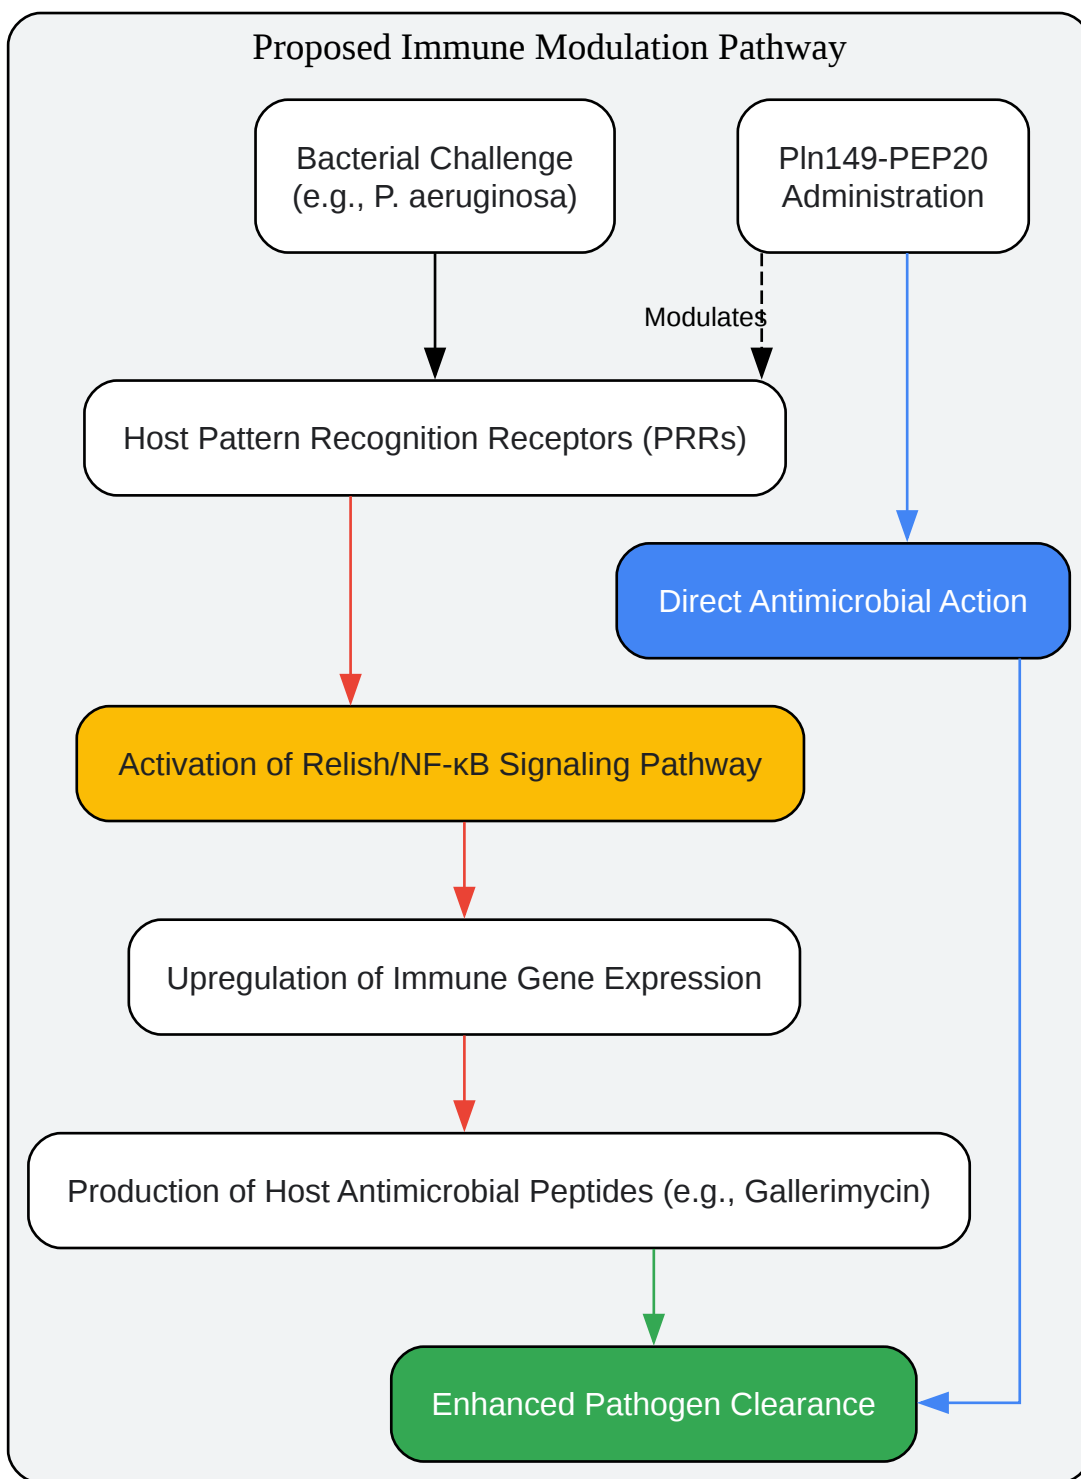 Proposed Immune Modulation Pathway
Bacterial Challenge
(e.g., P. aeruginosa)
Pln149-PEP20
Administration
Modulates
Host Pattern Recognition Receptors (PRRs)
Direct Antimicrobial Action
Activation of Relish/NF-κB Signaling Pathway
Upregulation of Immune Gene Expression
Production of Host Antimicrobial Peptides (e.g., Gallerimycin)
Enhanced Pathogen Clearance